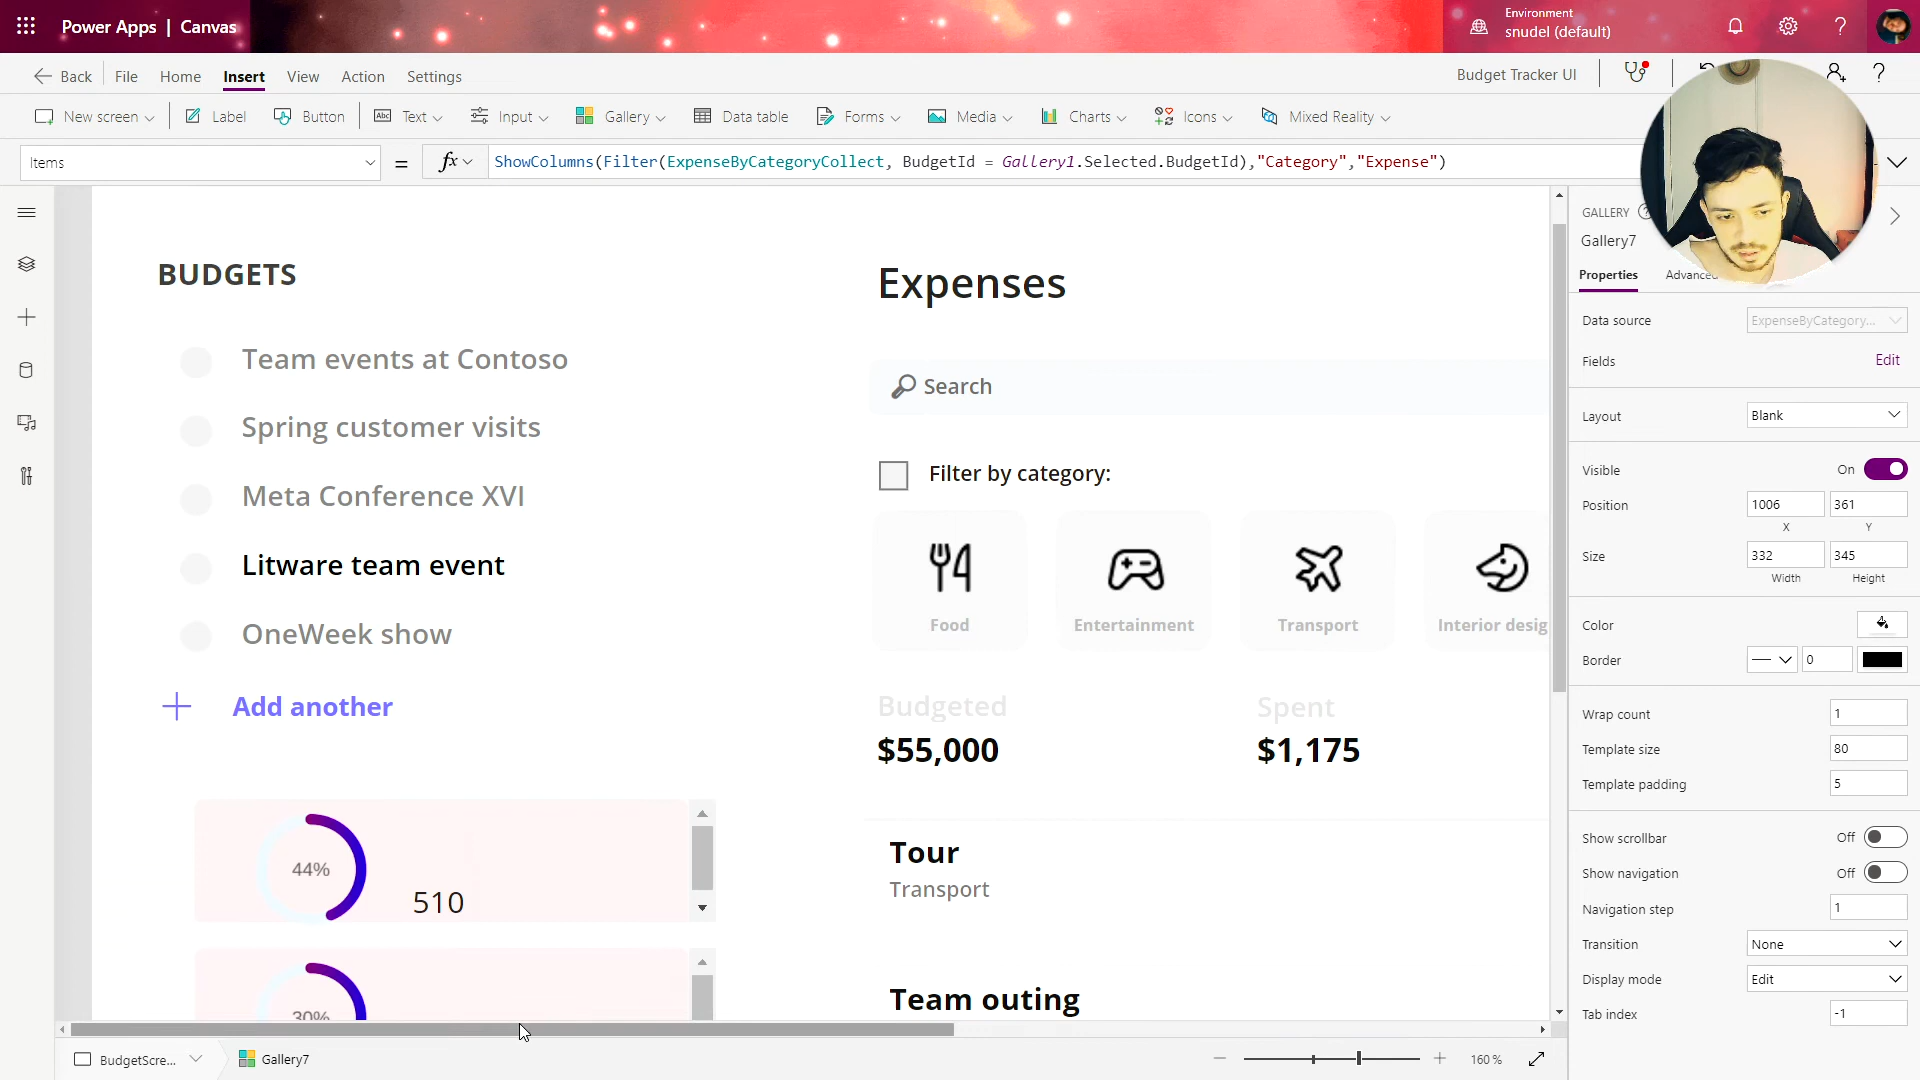 Power Apps | Canvas
Environment
snudel (default)
Back File Home Insert View Action Settings
Budget Tracker UI
New screen Label Button Text Input Gallery Data table Forms Media Charts Icons Mixed Reality
Items = fx ShowColumns(Filter(ExpenseByCategoryCollect, BudgetId = Gallery1.Selected.BudgetId),"Category","Expense")
BUDGETS
Team events at Contoso
Spring customer visits
Meta Conference XVI
Litware team event
OneWeek show
Add another
44%
510
30%
Expenses
Search
Filter by category:
Food Entertainment Transport Interior desig
Budgeted Spent
$55,000 $1,175
Tour
Transport
Team outing
GALLERY
Gallery7
Properties Advanced
Data source ExpenseByCategory...
Fields Edit
Layout Blank
Visible On
Position 1006 361
X Y
Size 332 345
Width Height
Color
Border 0
Wrap count 1
Template size 80
Template padding 5
Show scrollbar Off
Show navigation Off
Navigation step 1
Transition None
Display mode Edit
Tab index -1
BudgetScre... Gallery7
160 %